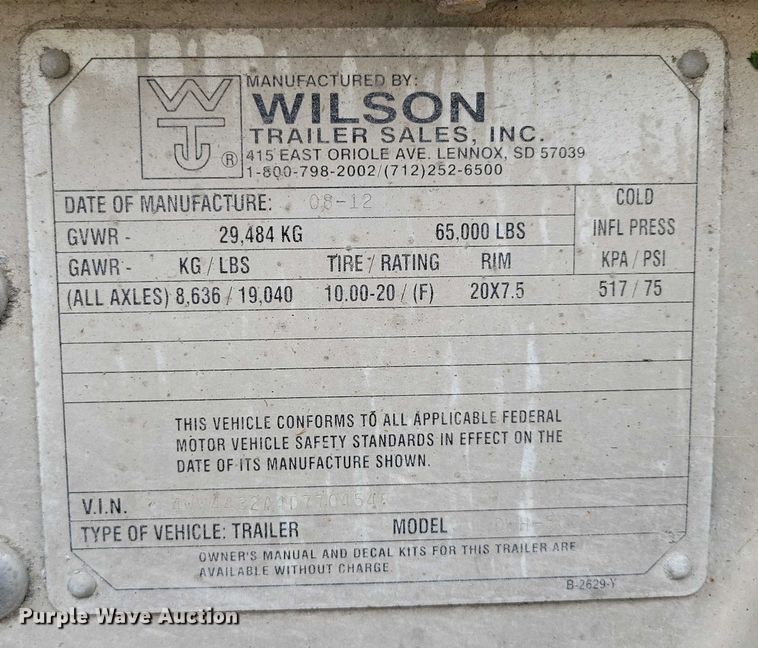 WTJ ®
MANUFACTURED BY:
WILSON
TRAILER SALES, INC.
415 EAST ORIOLE AVE. LENNOX, SD 57039
1-800-798-2002/(712)252-6500
DATE OF MANUFACTURE: 08-12
COLD
INFL PRESS
KPA / PSI
GVWR - 29,484 KG 65,000 LBS
GAWR - KG / LBS TIRE / RATING RIM
(ALL AXLES) 8,636 / 19,040 10.00-20 / (F) 20X7.5 517 / 75
THIS VEHICLE CONFORMS TO ALL APPLICABLE FEDERAL
MOTOR VEHICLE SAFETY STANDARDS IN EFFECT ON THE
DATE OF ITS MANUFACTURE SHOWN.
V.I.N.
TYPE OF VEHICLE: TRAILER MODEL
OWNER'S MANUAL AND DECAL KITS FOR THIS TRAILER ARE
AVAILABLE WITHOUT CHARGE
B-2629-Y
Purple Wave Auction